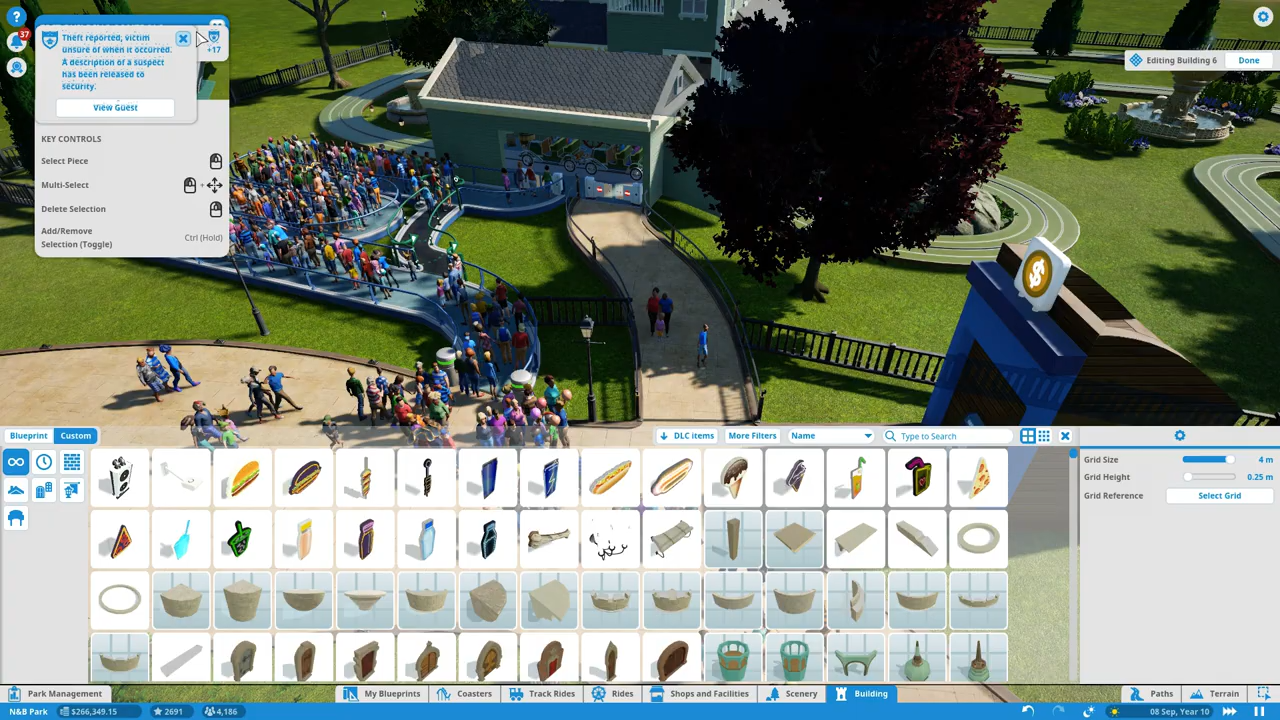 ?
37
+17
Theft reported, victim
unsure of when it occurred.
A description of a suspect
has been released to
security.
View Guest
KEY CONTROLS
Select Piece
Multi-Select
+
Delete Selection
Add/Remove
Selection (Toggle)
Ctrl (Hold)
Editing Building 6
Done
$
Blueprint
Custom
DLC items
More Filters
Name
Type to Search
Grid Size
4 m
Grid Height
0.25 m
Grid Reference
Select Grid
Park Management
My Blueprints
Coasters
Track Rides
Rides
Shops and Facilities
Scenery
Building
Paths
Terrain
N&B Park
$266,349.15
2691
4,186
08 Sep, Year 10